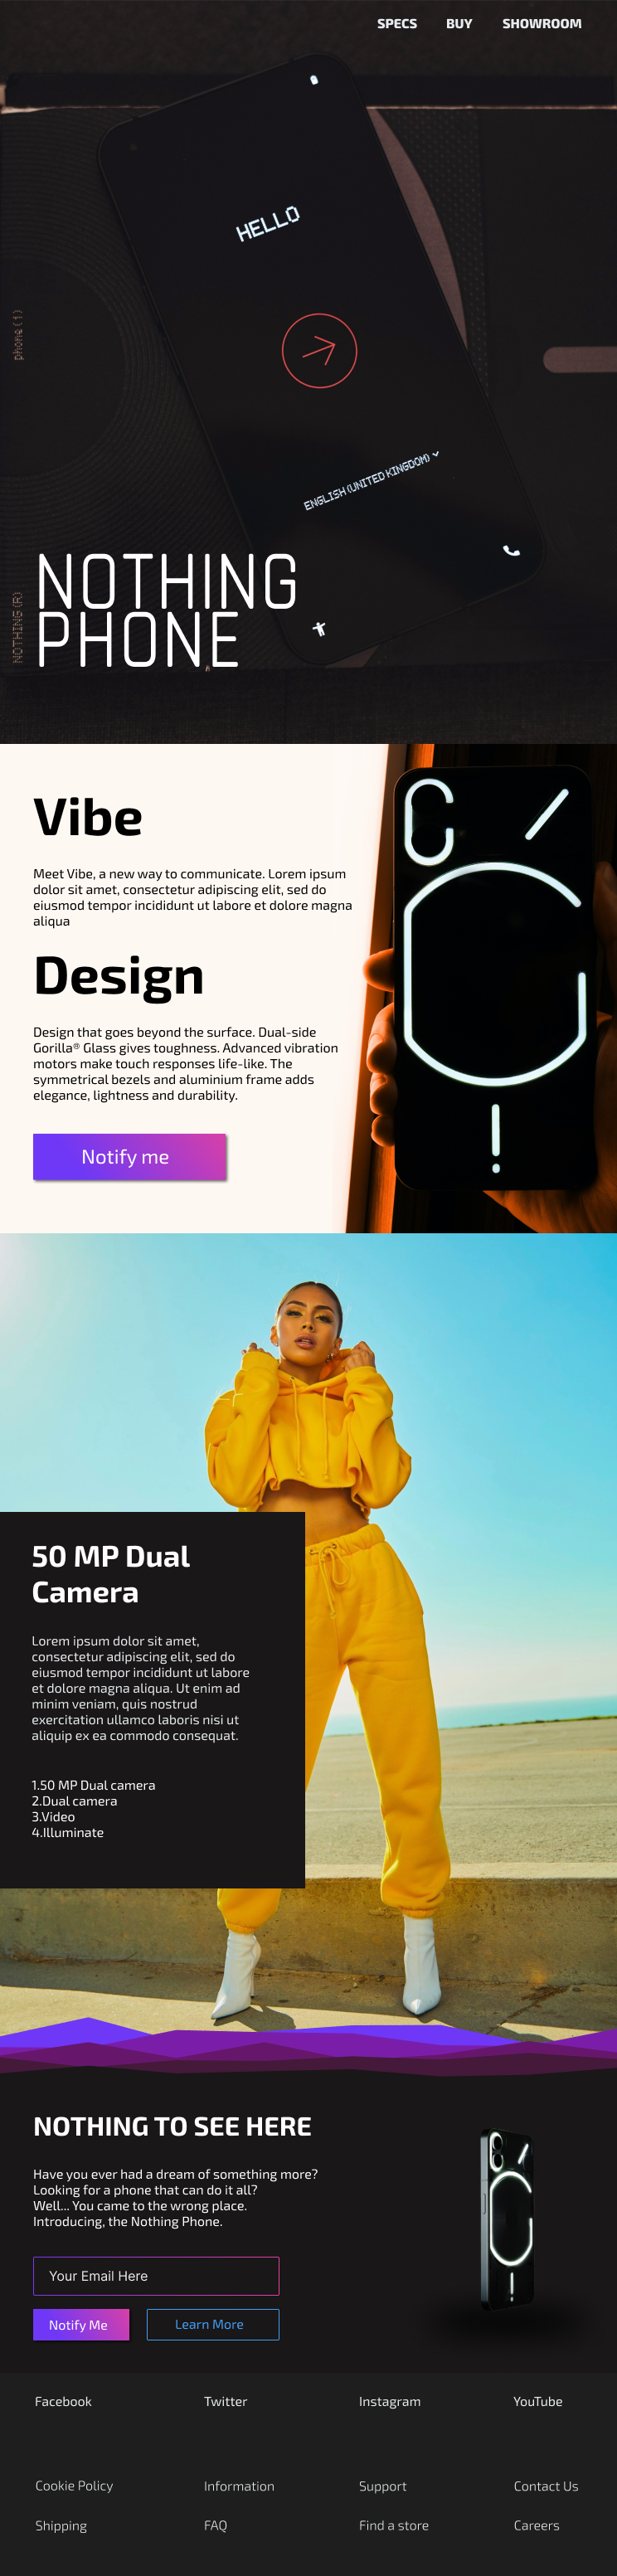 SPECS BUY SHOWROOM
HELLO
phone (1)
ENGLISH (UNITED KINGDOM)
NOTHING (R)
NOTHING
PHONE
Vibe
Meet Vibe, a new way to communicate. Lorem ipsum
dolor sit amet, consectetur adipiscing elit, sed do
eiusmod tempor incididunt ut labore et dolore magna
aliqua
Design
Design that goes beyond the surface. Dual-side
Gorilla® Glass gives toughness. Advanced vibration
motors make touch responses life-like. The
symmetrical bezels and aluminium frame adds
elegance, lightness and durability.
Notify me
50 MP Dual
Camera
Lorem ipsum dolor sit amet,
consectetur adipiscing elit, sed do
eiusmod tempor incididunt ut labore
et dolore magna aliqua. Ut enim ad
minim veniam, quis nostrud
exercitation ullamco laboris nisi ut
aliquip ex ea commodo consequat.
1.50 MP Dual camera
2.Dual camera
3.Video
4.Illuminate
NOTHING TO SEE HERE
Have you ever had a dream of something more?
Looking for a phone that can do it all?
Well... You came to the wrong place.
Introducing, the Nothing Phone.
Your Email Here
Notify Me Learn More
Facebook Twitter Instagram YouTube
Cookie Policy Information Support Contact Us
Shipping FAQ Find a store Careers